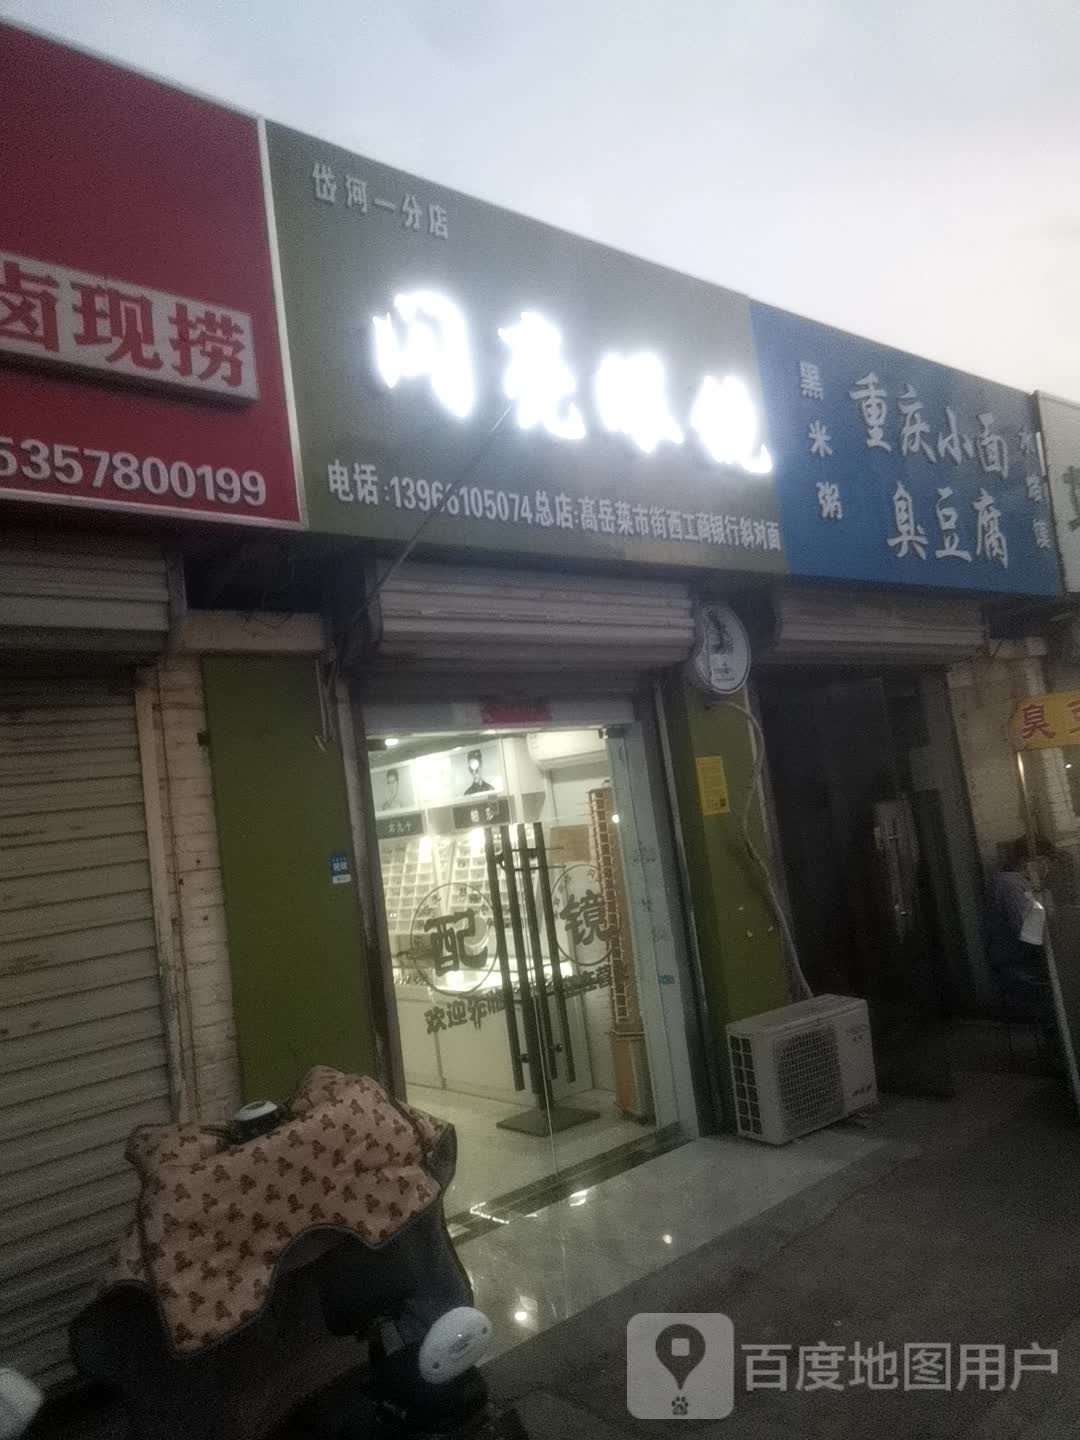 卤现捞
5357800199
岱河一分店
闪亮眼镜
电话:13966105074总店:高岳菜市街西工商银行斜对面
黑米粥
重庆小面
臭豆腐
臭豆
配镜
欢迎光临
百度地图用户